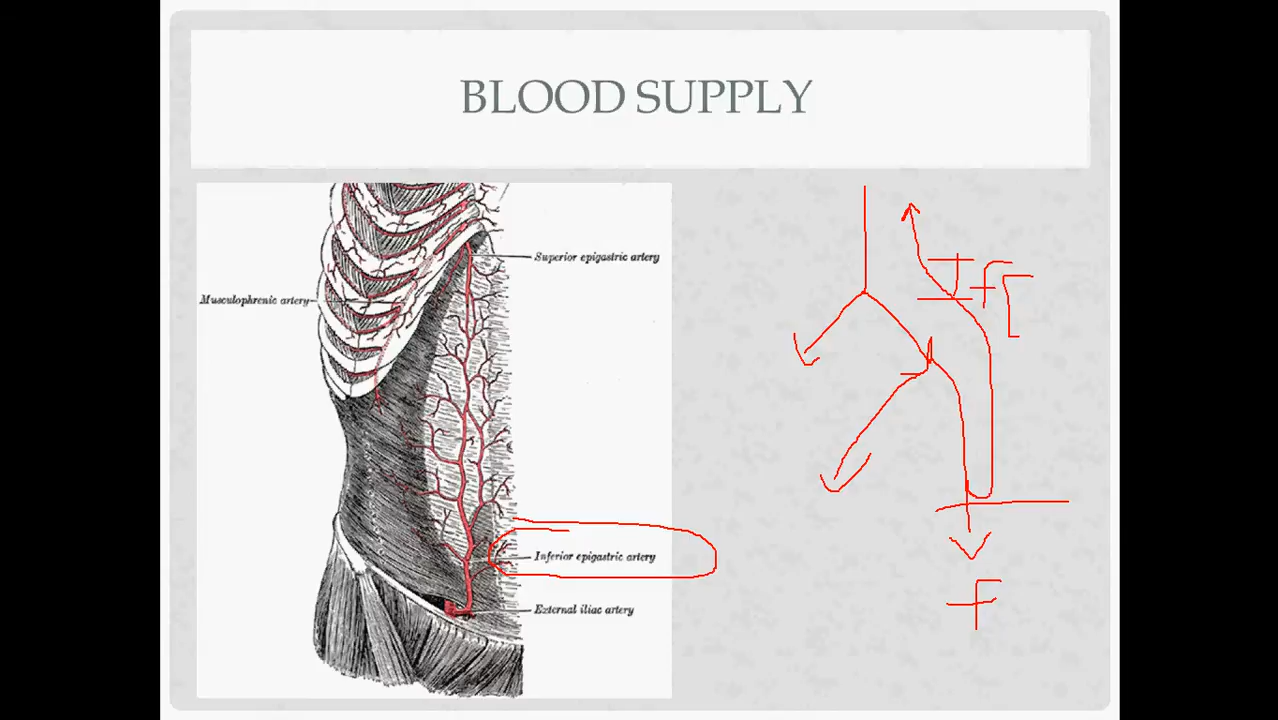 BLOOD SUPPLY
Superior epigastric artery
Musculophrenic artery
Inferior epigastric artery
External iliac artery
F